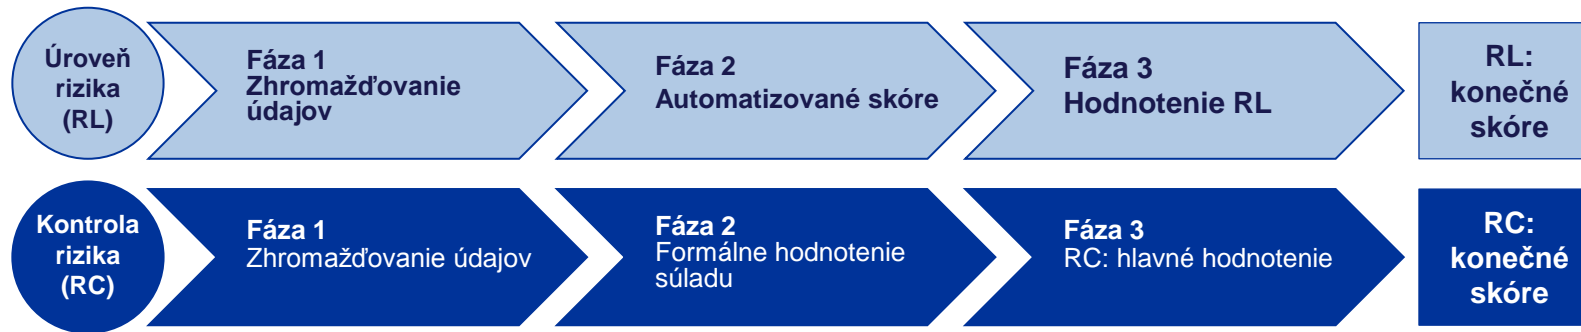 Úroveň
rizika
(RL)
Fáza 1
Zhromažďovanie
údajov
Fáza 2
Automatizované skóre
Fáza 3
Hodnotenie RL
RL:
konečné
skóre
Kontrola
rizika
(RC)
Fáza 1
Zhromažďovanie údajov
Fáza 2
Formálne hodnotenie
súladu
Fáza 3
RC: hlavné hodnotenie
RC:
konečné
skóre